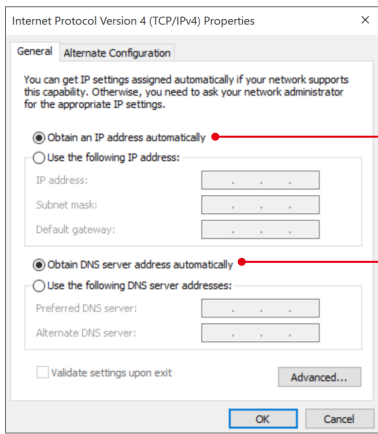 Internet Protocol Version 4 (TCP/IPv4) Properties
General Alternate Configuration
You can get IP settings assigned automatically if your network supports
this capability. Otherwise, you need to ask your network administrator
for the appropriate IP settings.
Obtain an IP address automatically
Use the following IP address:
IP address:
Subnet mask:
Default gateway:
Obtain DNS server address automatically
Use the following DNS server addresses:
Preferred DNS server:
Alternate DNS server:
Validate settings upon exit
Advanced...
OK Cancel